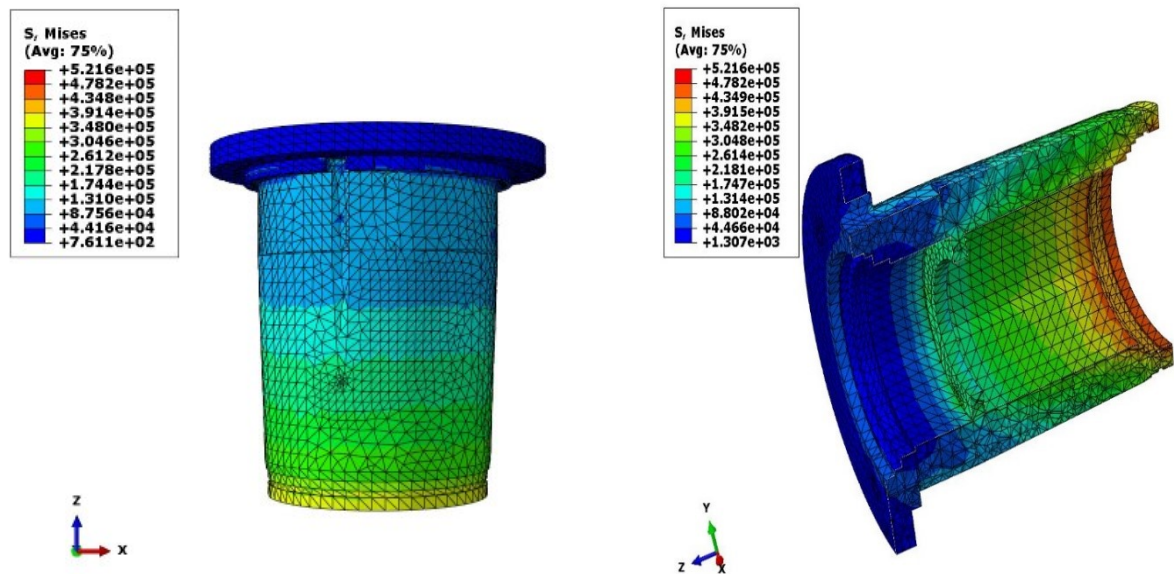 S, Mises
(Avg: 75%)
+5.216e+05
+4.782e+05
+4.348e+05
+3.914e+05
+3.480e+05
+3.046e+05
+2.612e+05
+2.178e+05
+1.744e+05
+1.310e+05
+8.756e+04
+4.416e+04
+7.611e+02
Z
X
S, Mises
(Avg: 75%)
+5.216e+05
+4.782e+05
+4.349e+05
+3.915e+05
+3.482e+05
+3.048e+05
+2.614e+05
+2.181e+05
+1.747e+05
+1.314e+05
+8.802e+04
+4.466e+04
+1.307e+03
Y
Z
X